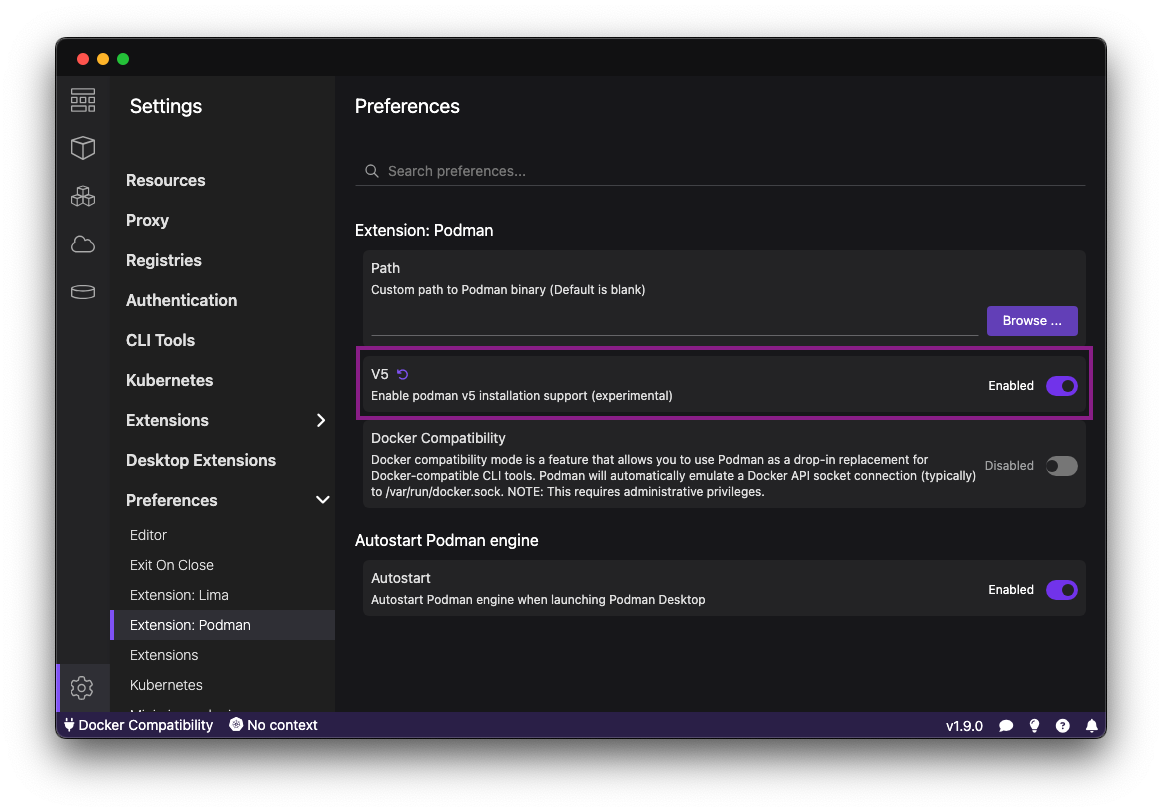 Settings
Resources
Proxy
Registries
Authentication
CLI Tools
Kubernetes
Extensions
Desktop Extensions
Preferences
Editor
Exit On Close
Extension: Lima
Extension: Podman
Extensions
Kubernetes
Preferences
Search preferences...
Extension: Podman
Path
Custom path to Podman binary (Default is blank)
Browse ...
V5
Enable podman v5 installation support (experimental)
Enabled
Docker Compatibility
Docker compatibility mode is a feature that allows you to use Podman as a drop-in replacement for
Docker-compatible CLI tools. Podman will automatically emulate a Docker API socket connection (typically)
to /var/run/docker.sock. NOTE: This requires administrative privileges.
Disabled
Autostart Podman engine
Autostart
Autostart Podman engine when launching Podman Desktop
Enabled
Docker Compatibility
No context
v1.9.0